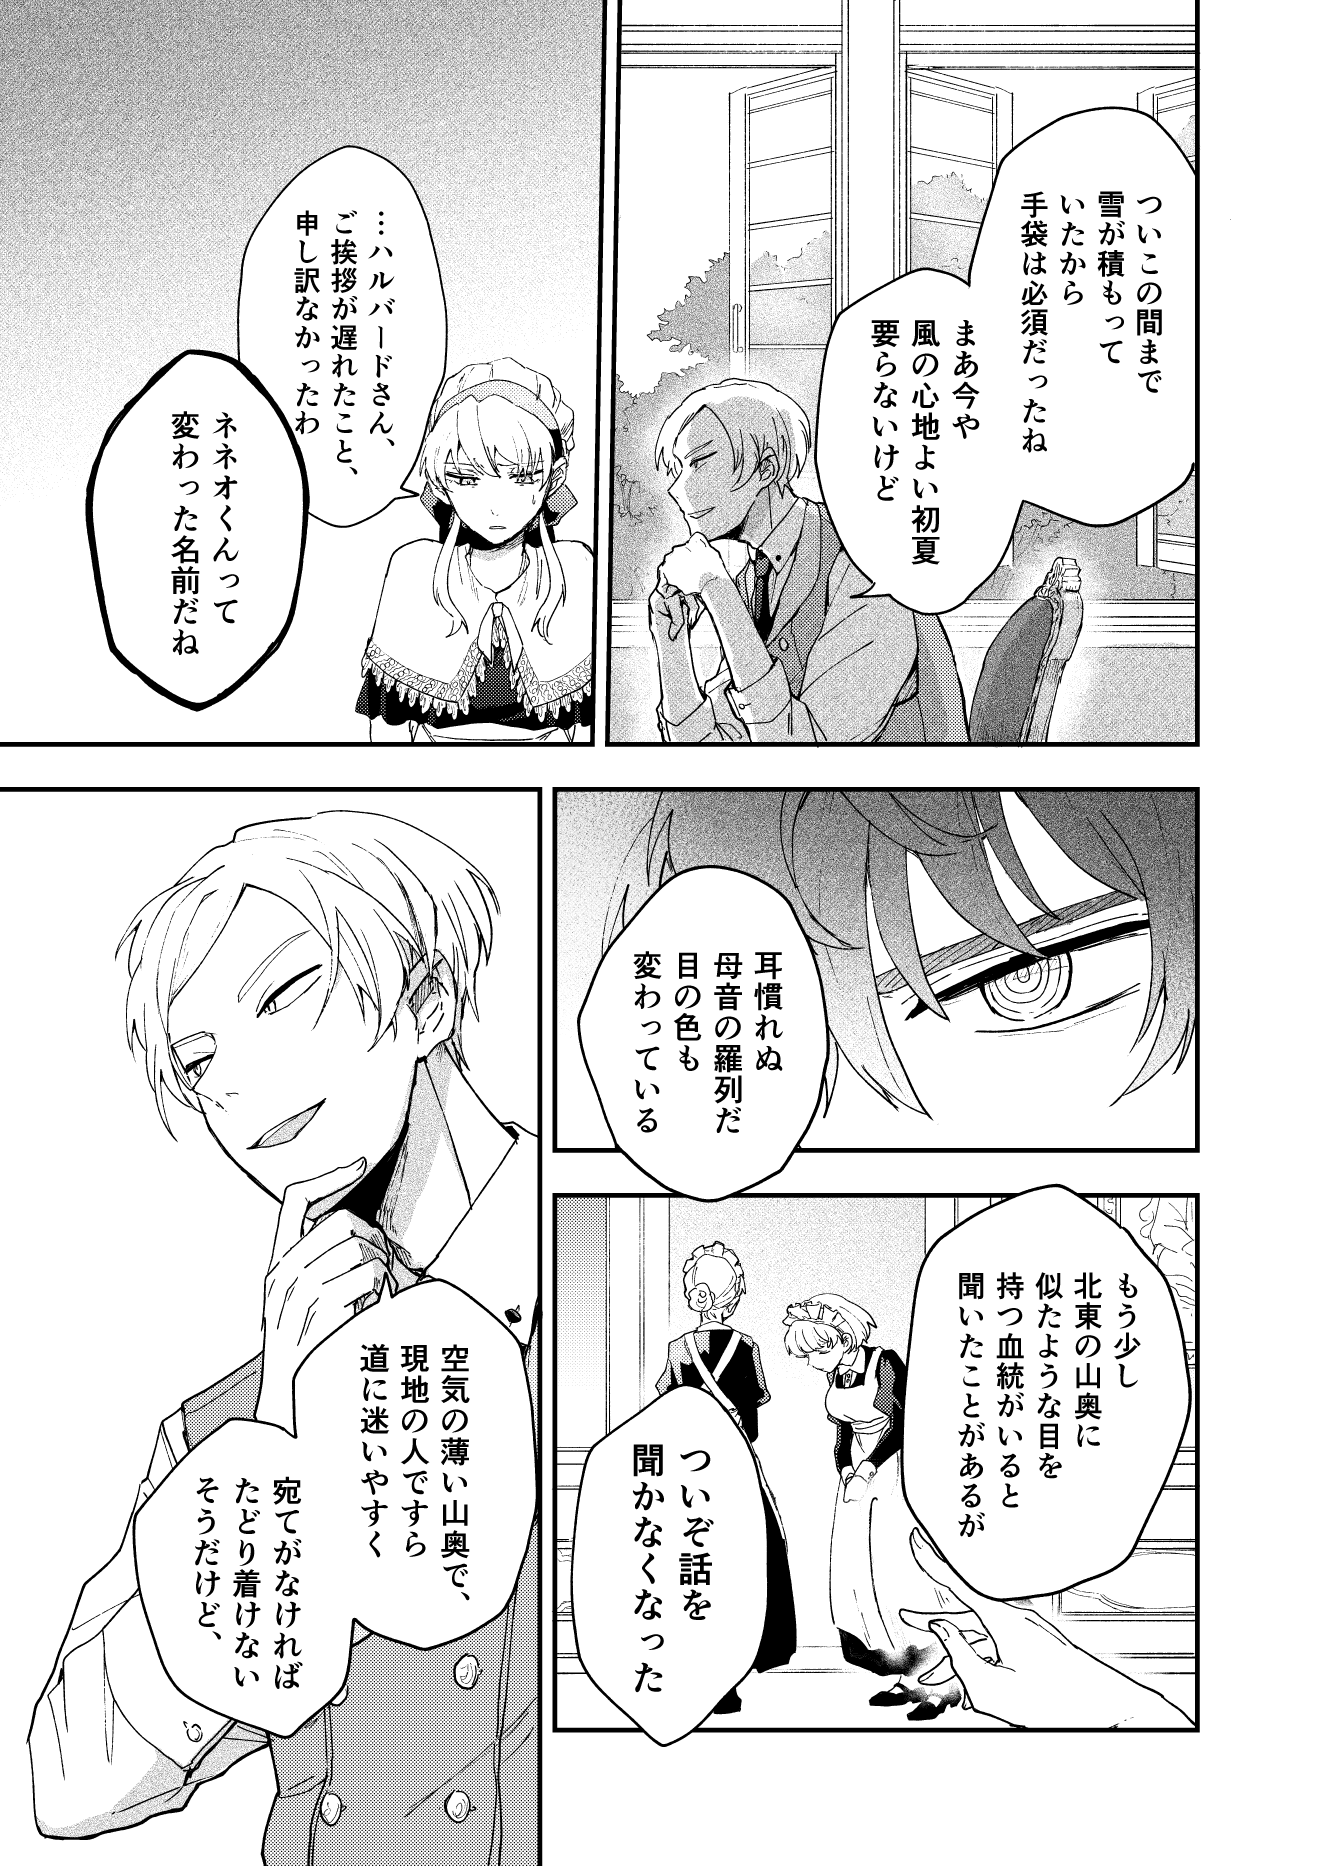 ついこの間まで
雪が積もって
いたから
手袋は必須だったね
まあ今や
風の心地よい初夏
要らないけど
…ハルバードさん、
ご挨拶が遅れたこと、
申し訳なかったわ
ネネオくんって
変わった名前だね
耳慣れぬ
母音の羅列だ
目の色も
変わっている
もう少し
北東の山奥に
似たような目を
持つ血統がいると
聞いたことがあるが
ついぞ話を
聞かなくなった
空気の薄い山奥で、
現地の人ですら
道に迷いやすく
宛てがなければ
たどり着けない
そうだけど、